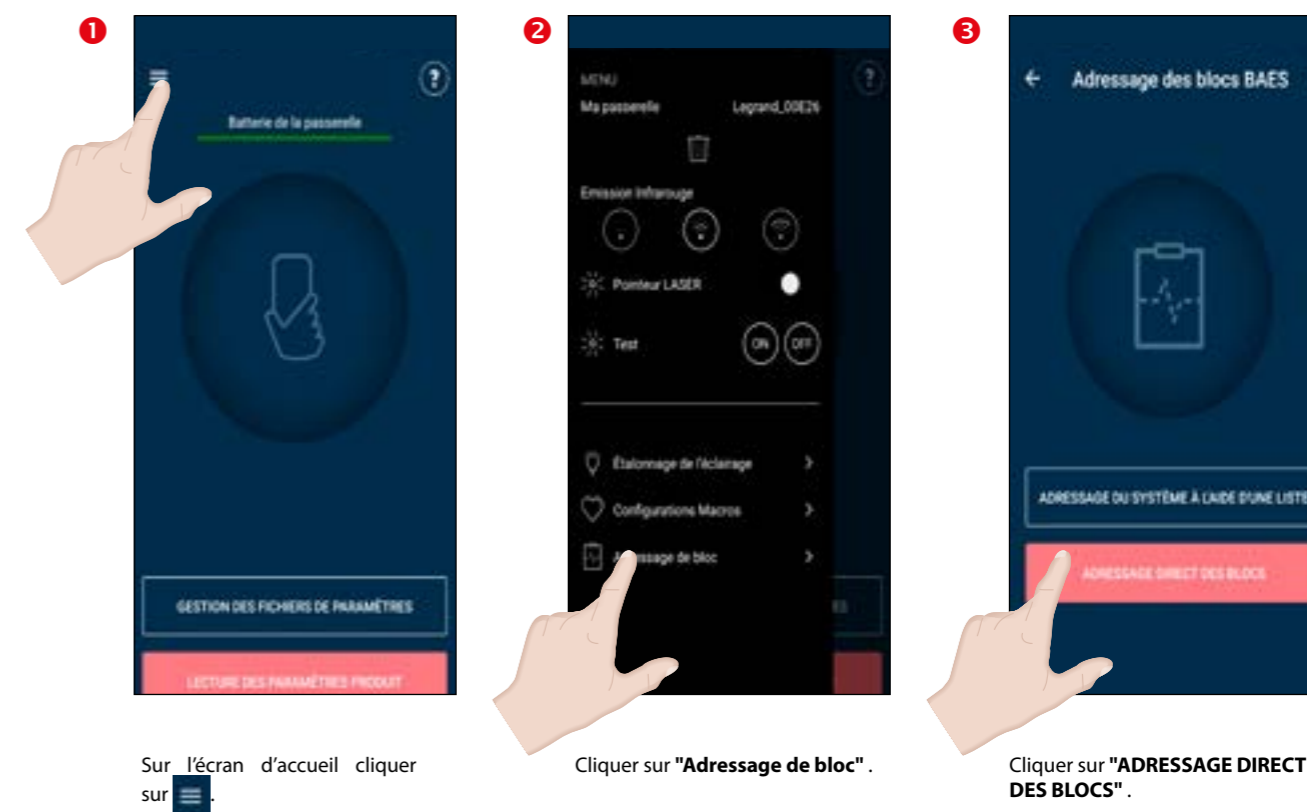 1
Batterie de la passerelle
GESTION DES FICHIERS DE PARAMÈTRES
LECTURE DES PARAMÈTRES PRODUIT
Sur l'écran d'accueil cliquer
sur .
2
MENU
Ma passerelle Legrand_00E26
Emission Infrarouge
Pointeur LASER
Test ON OFF
Étalonnage de l'éclairage
Configurations Macros
essage de bloc
ES
Cliquer sur "Adressage de bloc" .
3
Adressage des blocs BAES
ADRESSAGE DU SYSTÈME À L'AIDE D'UNE LISTE
ADRESSAGE DIRECT DES BLOCS
Cliquer sur "ADRESSAGE DIRECT
DES BLOCS" .